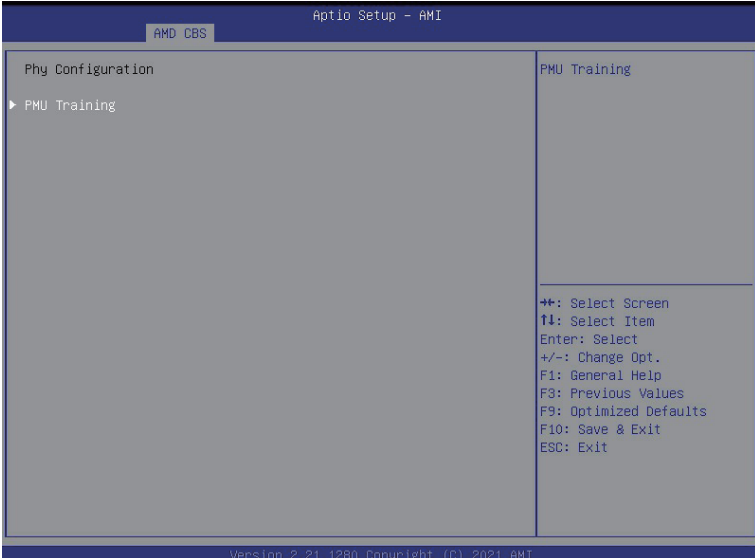 Aptio Setup – AMI
AMD CBS
Phy Configuration
PMU Training
PMU Training
→←: Select Screen
↑↓: Select Item
Enter: Select
+/-: Change Opt.
F1: General Help
F3: Previous Values
F9: Optimized Defaults
F10: Save & Exit
ESC: Exit
Version 2.21.1280 Copyright (C) 2021 AMI